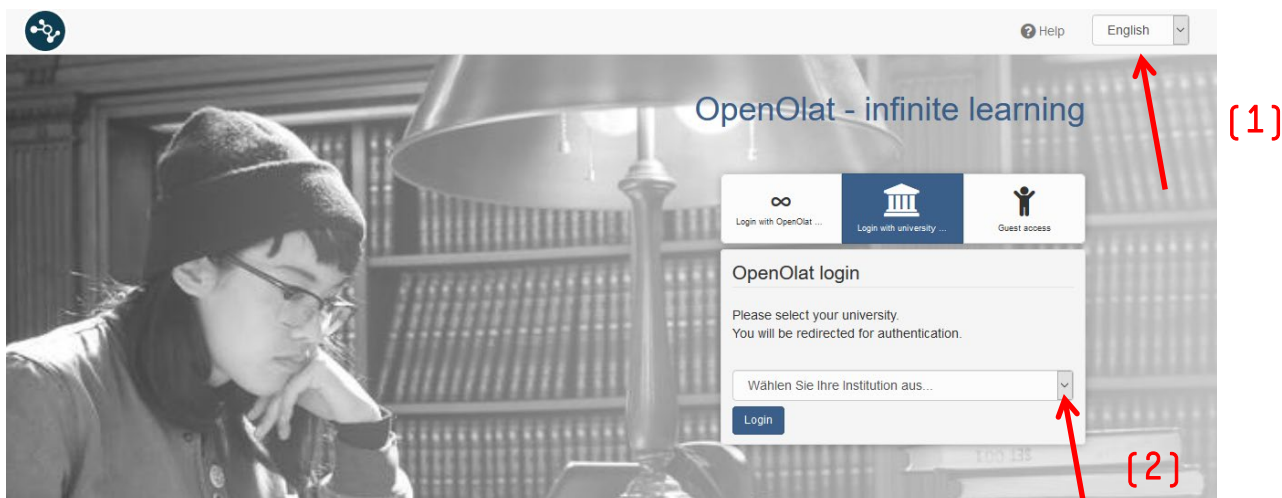 Help
English
OpenOlat - infinite learning
(1)
Login with OpenOlat ...
Login with university ...
Guest access
OpenOlat login
Please select your university.
You will be redirected for authentication.
Wählen Sie Ihre Institution aus...
Login
(2)